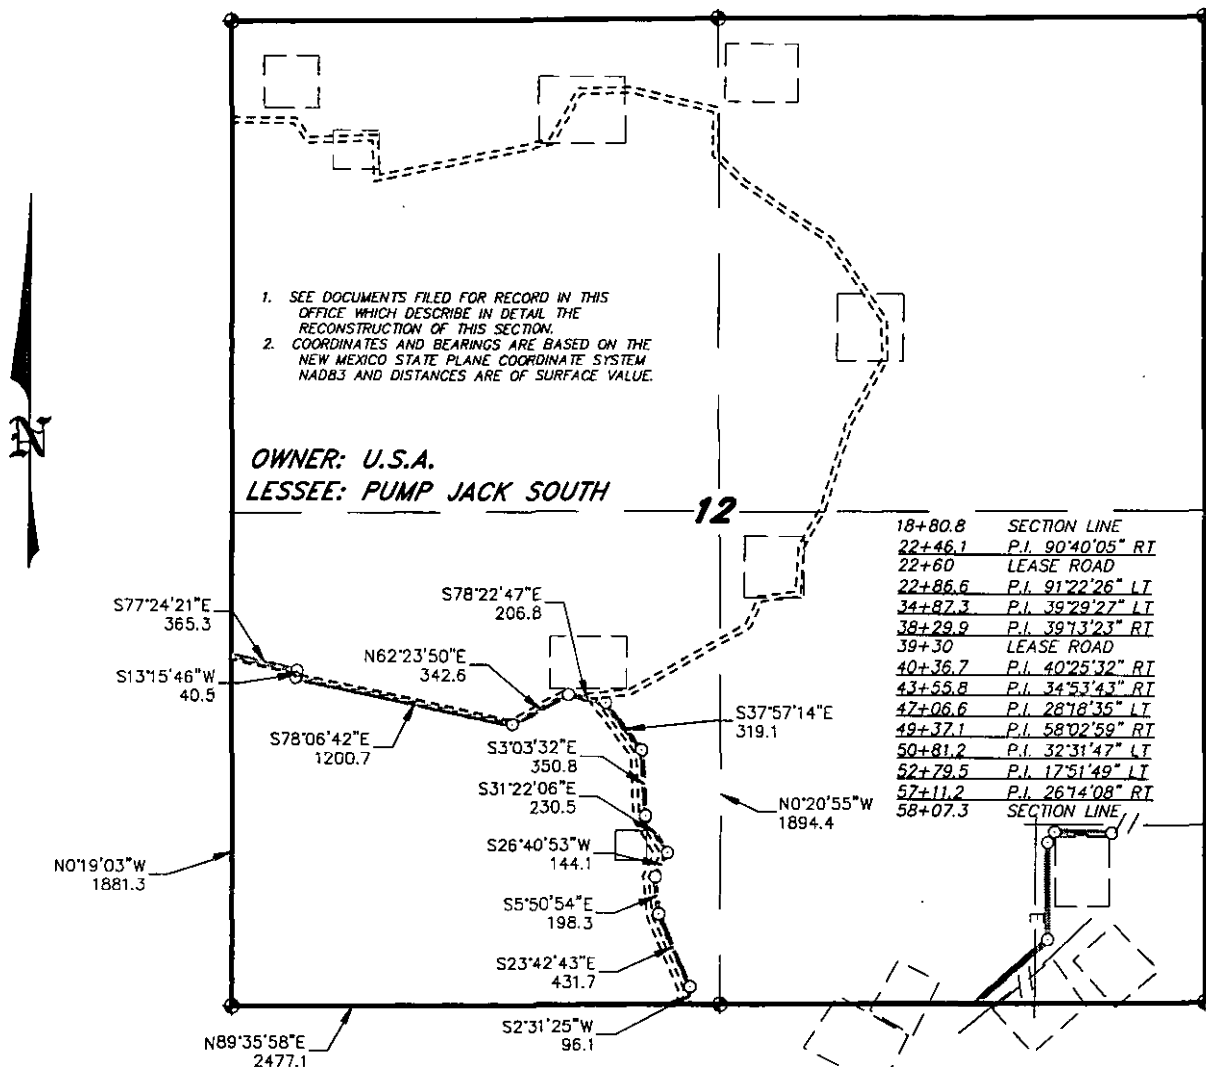 1. SEE DOCUMENTS FILED FOR RECORD IN THIS
OFFICE WHICH DESCRIBE IN DETAIL THE
RECONSTRUCTION OF THIS SECTION.
2. COORDINATES AND BEARINGS ARE BASED ON THE
NEW MEXICO STATE PLANE COORDINATE SYSTEM
NAD83 AND DISTANCES ARE OF SURFACE VALUE.
N
OWNER: U.S.A.
LESSEE: PUMP JACK SOUTH
12
18+80.8 SECTION LINE
22+46.1 P.I. 90°40'05" RT
22+60 LEASE ROAD
22+86.6 P.I. 91°22'26" LT
34+87.3 P.I. 39°29'27" LT
38+29.9 P.I. 39°13'23" RT
39+30 LEASE ROAD
40+36.7 P.I. 40°25'32" RT
43+55.8 P.I. 34°53'43" RT
47+06.6 P.I. 28°18'35" LT
49+37.1 P.I. 58°02'59" RT
50+81.2 P.I. 32°31'47" LT
52+79.5 P.I. 17°51'49" LT
57+11.2 P.I. 26°14'08" RT
58+07.3 SECTION LINE
S77°24'21"E
365.3
S13°15'46"W
40.5
S78°06'42"E
1200.7
N62°23'50"E
342.6
S78°22'47"E
206.8
S37°57'14"E
319.1
S3°03'32"E
350.8
S31°22'06"E
230.5
S26°40'53"W
144.1
S5°50'54"E
198.3
S23°42'43"E
431.7
S2°31'25"W
96.1
N0°20'55"W
1894.4
N0°19'03"W
1881.3
N89°35'58"E
2477.1